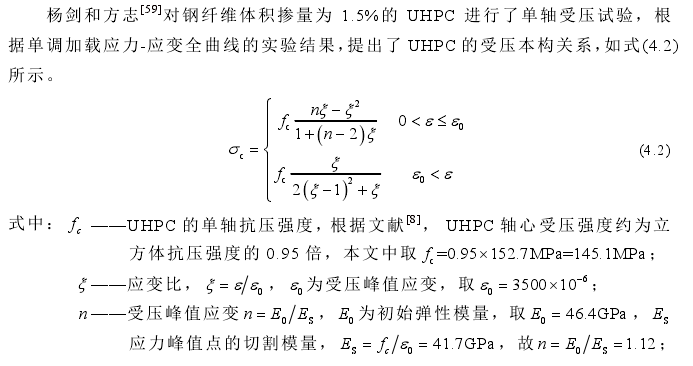 杨剑和方志[59]对钢纤维体积掺量为 1.5%的 UHPC 进行了单轴受压试验，根
据单调加载应力-应变全曲线的实验结果，提出了 UHPC 的受压本构关系，如式(4.2)
所示。
σc = { fc (nξ − ξ²) / (1 + (n − 2)ξ)    0 < ε ≤ ε0
fc ξ / (2(ξ − 1)² + ξ)    ε0 < ε    (4.2)
式中： fc ——UHPC 的单轴抗压强度，根据文献[8]， UHPC 轴心受压强度约为立
方体抗压强度的 0.95 倍，本文中取 fc=0.95×152.7MPa=145.1MPa；
ξ——应变比，ξ = ε/ε0 ，ε0 为受压峰值应变，取 ε0 = 3500×10⁻⁶；
n——受压峰值应变 n = E0/ES ，E0 为初始弹性模量，取 E0 = 46.4GPa，ES
应力峰值点的切割模量，ES = fc/ε0 = 41.7GPa，故 n = E0/ES = 1.12；